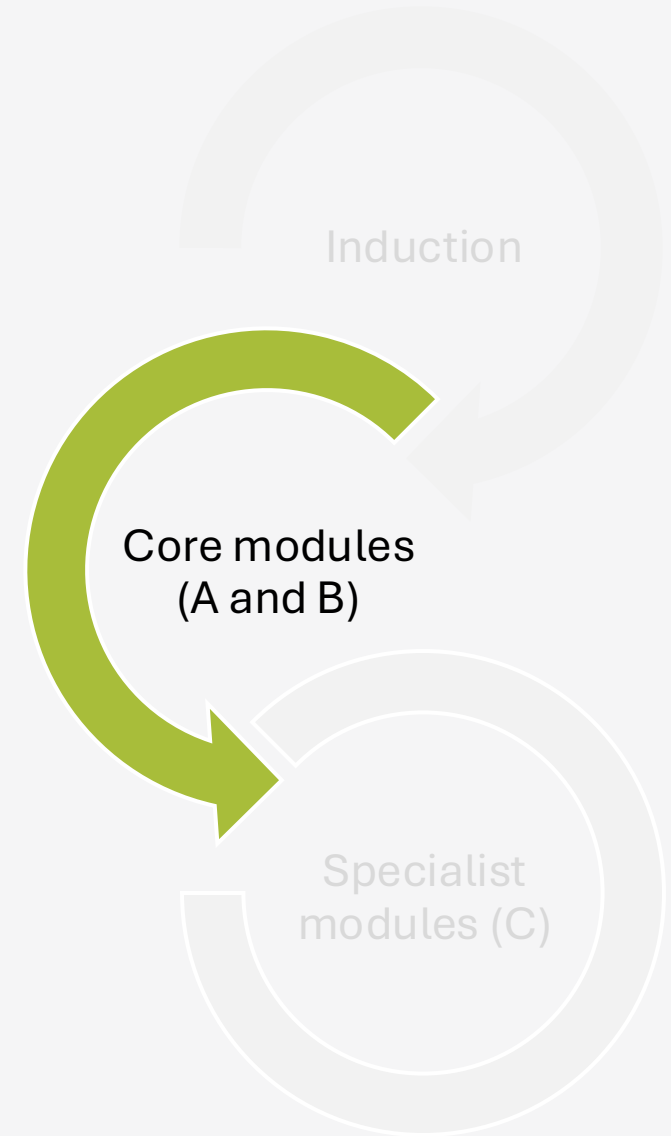 Induction
Core modules
(A and B)
Specialist
modules (C)